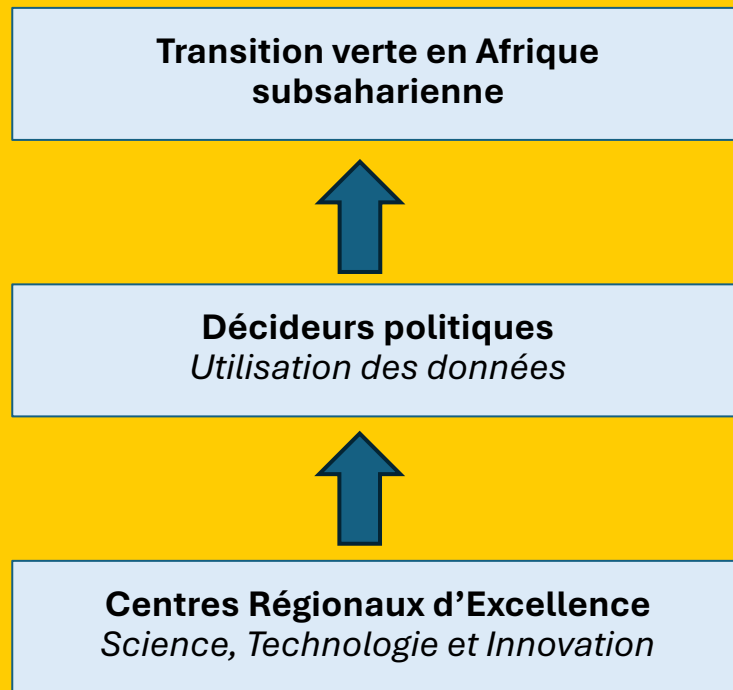 Transition verte en Afrique
subsaharienne
Décideurs politiques
Utilisation des données
Centres Régionaux d’Excellence
Science, Technologie et Innovation